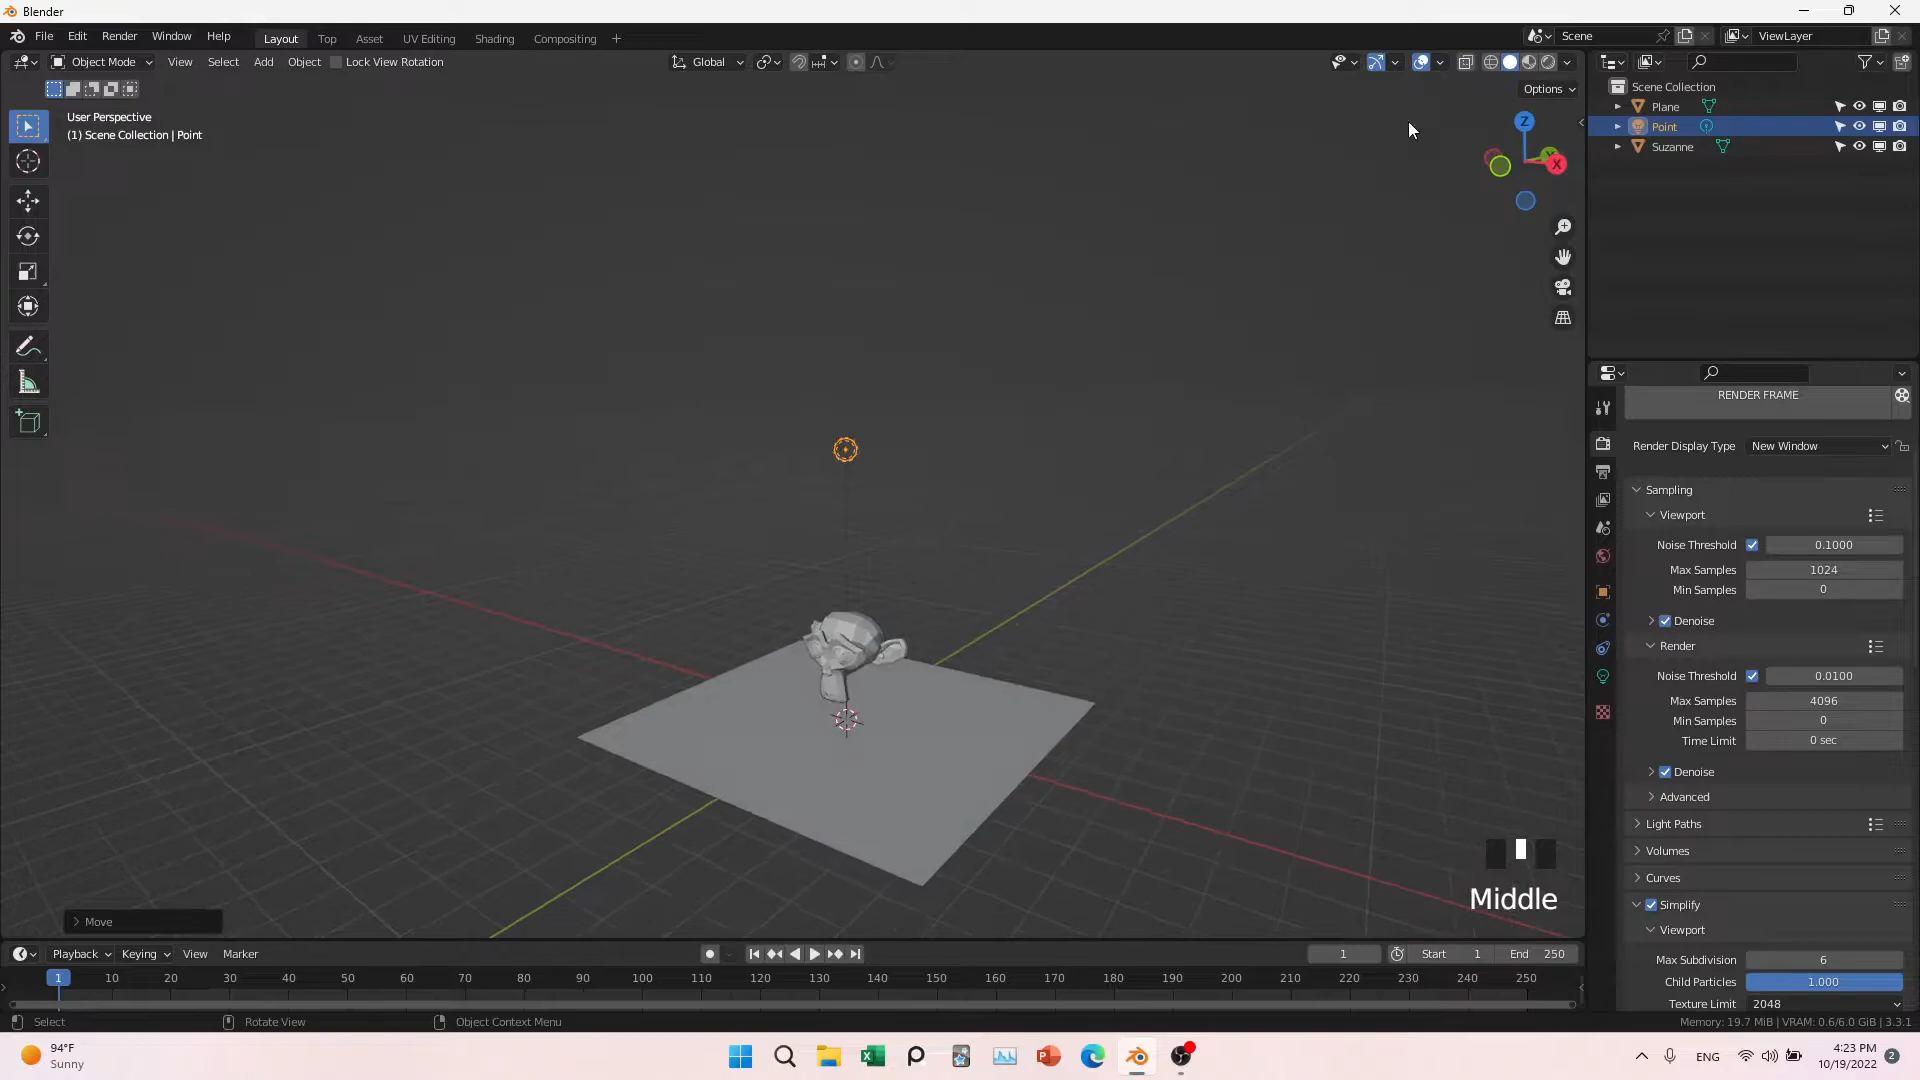 Blender
File Edit Render Window Help
Layout Top Asset UV Editing Shading Compositing
Scene
ViewLayer
Object Mode View Select Add Object Lock View Rotation
Global
Options
User Perspective
(1) Scene Collection | Point
Z
X
Scene Collection
Plane
Point
Suzanne
RENDER FRAME
Render Display Type New Window
Sampling
Viewport
Noise Threshold 0.1000
Max Samples 1024
Min Samples 0
Denoise
Render
Noise Threshold 0.0100
Max Samples 4096
Min Samples 0
Time Limit 0 sec
Denoise
Advanced
Light Paths
Volumes
Curves
Simplify
Viewport
Max Subdivision 6
Child Particles 1.000
Texture Limit 2048
Middle
Move
Playback Keying View Marker
1 Start 1 End 250
1 10 20 30 40 50 60 70 80 90 100 110 120 130 140 150 160 170 180 190 200 210 220 230 240 250
Select Rotate View Object Context Menu
Memory: 19.7 MiB | VRAM: 0.6/6.0 GiB | 3.3.1
94°F
Sunny
ENG
4:23 PM
10/19/2022
2